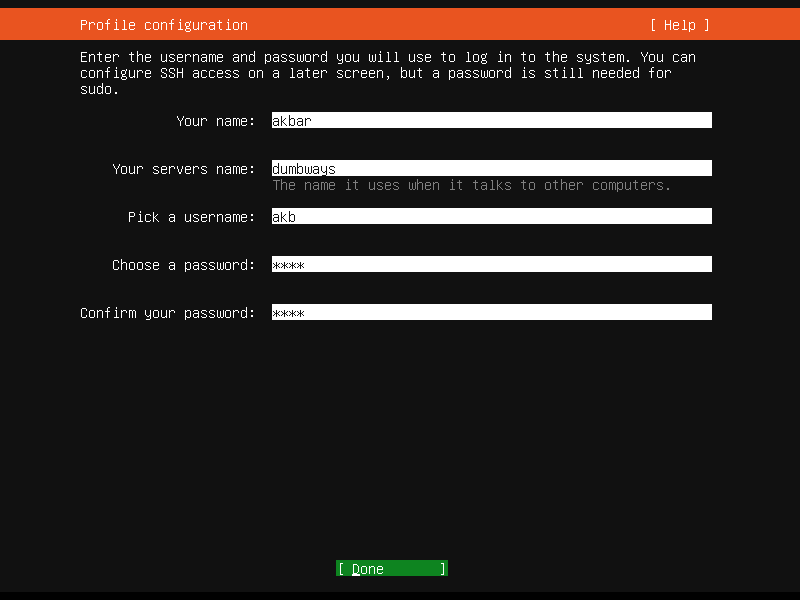 Profile configuration [ Help ]
Enter the username and password you will use to log in to the system. You can
configure SSH access on a later screen, but a password is still needed for
sudo.
Your name: akbar
Your servers name: dumbways
The name it uses when it talks to other computers.
Pick a username: akb
Choose a password: ****
Confirm your password: ****
[ Done ]